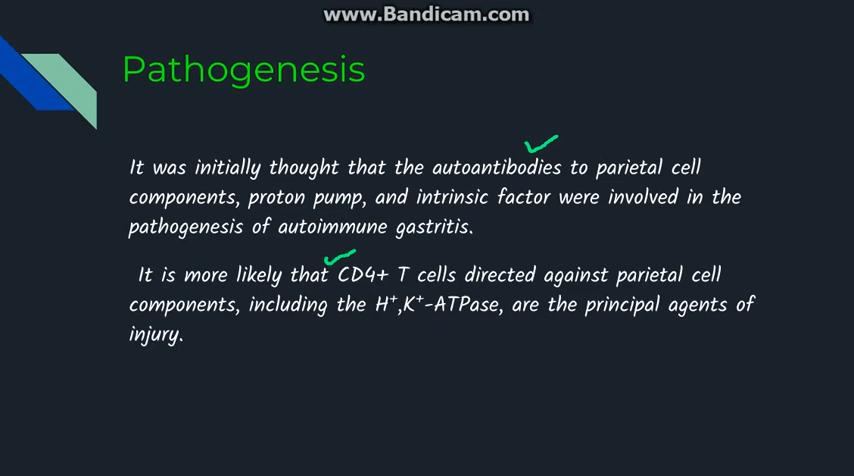 www.Bandicam.com
Pathogenesis
It was initially thought that the autoantibodies to parietal cell
components, proton pump, and intrinsic factor were involved in the
pathogenesis of autoimmune gastritis.
It is more likely that CD4+ T cells directed against parietal cell
components, including the H⁺,K⁺-ATPase, are the principal agents of
injury.